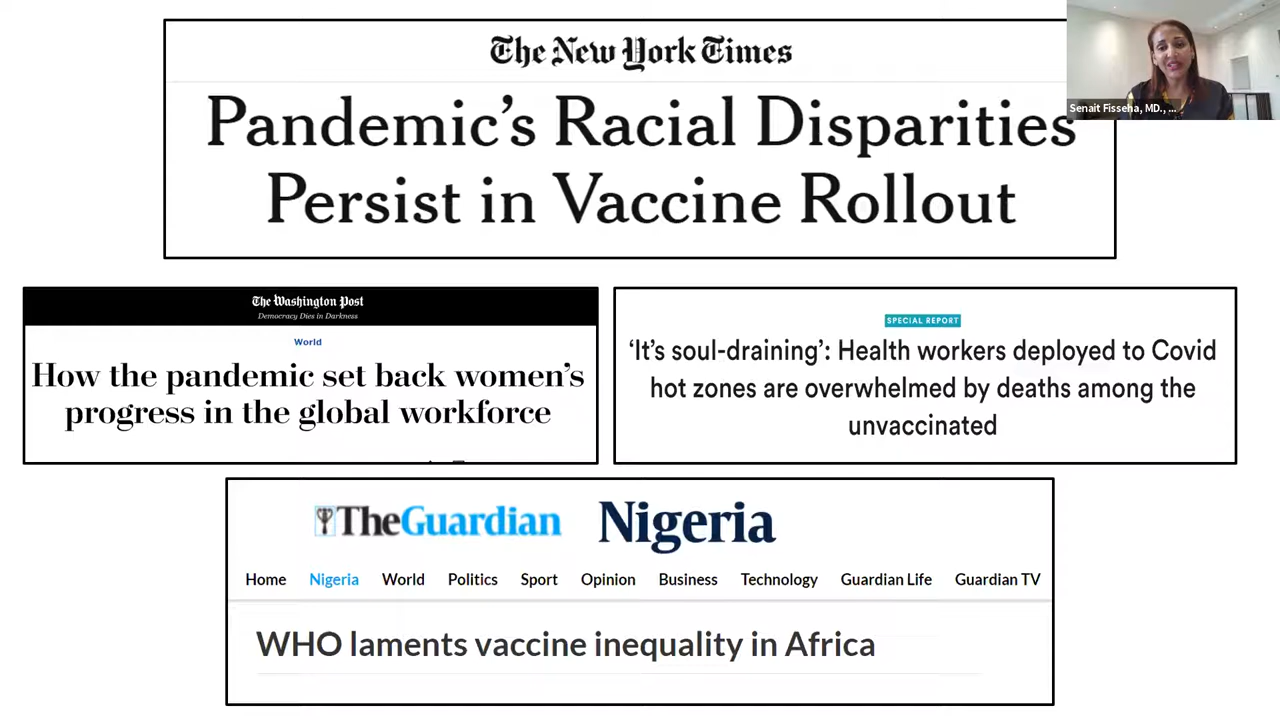 The New York Times
Pandemic's Racial Disparities
Persist in Vaccine Rollout
Senait Fisseha, MD., ...
The Washington Post
Democracy Dies in Darkness
World
How the pandemic set back women's
progress in the global workforce
SPECIAL REPORT
‘It's soul-draining’: Health workers deployed to Covid
hot zones are overwhelmed by deaths among the
unvaccinated
TheGuardian Nigeria
Home Nigeria World Politics Sport Opinion Business Technology Guardian Life Guardian TV
WHO laments vaccine inequality in Africa